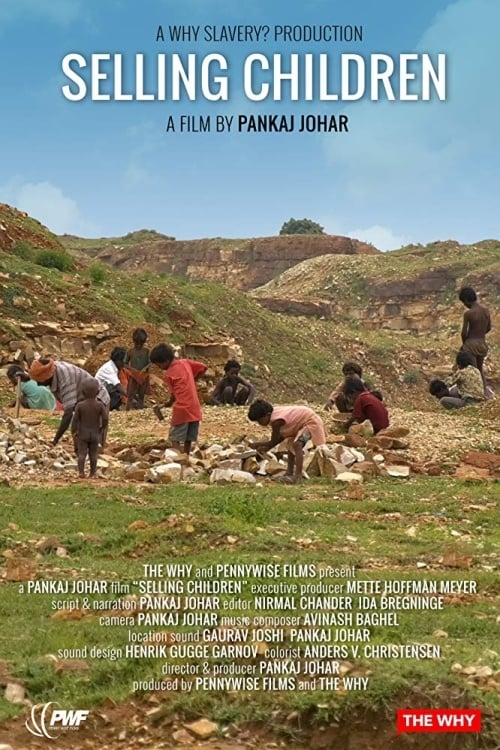 A WHY SLAVERY? PRODUCTION
SELLING CHILDREN
A FILM BY PANKAJ JOHAR
THE WHY and PENNYWISE FILMS present
a PANKAJ JOHAR film "SELLING CHILDREN" executive producer METTE HOFFMAN MEYER
script & narration PANKAJ JOHAR editor NIRMAL CHANDER IDA BREGNINGE
camera PANKAJ JOHAR music composer AVINASH BAGHEL
location sound GAURAV JOSHI PANKAJ JOHAR
sound design HENRIK GUGGE GARNOV colorist ANDERS V. CHRISTENSEN
director & producer PANKAJ JOHAR
produced by PENNYWISE FILMS and THE WHY
PWF
THE WHY